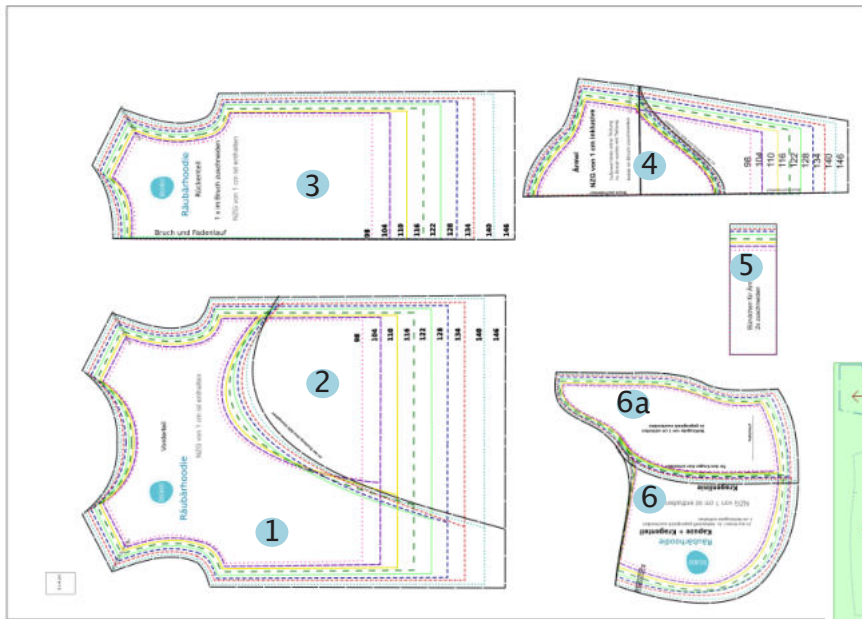 3
Räubärhoodie
Rückenteil
1 x im Bruch zuschneiden
NZG von 1 cm ist enthalten
Bruch und Fadenlauf
98
104
110
116
122
128
134
140
146
4
Ärmel
NZG von 1 cm inklusive
98
104
110
116
122
128
134
140
146
5
Bündchen für Ärmel
2x zuschneiden
2
1
Vorderteil
Räubärhoodie
NZG von 1 cm ist enthalten
98
104
110
116
122
128
134
140
146
6a
6
Kragenlinie
NZG von 1 cm ist enthalten
Kapuze + Kragenteil
Räubärhoodie